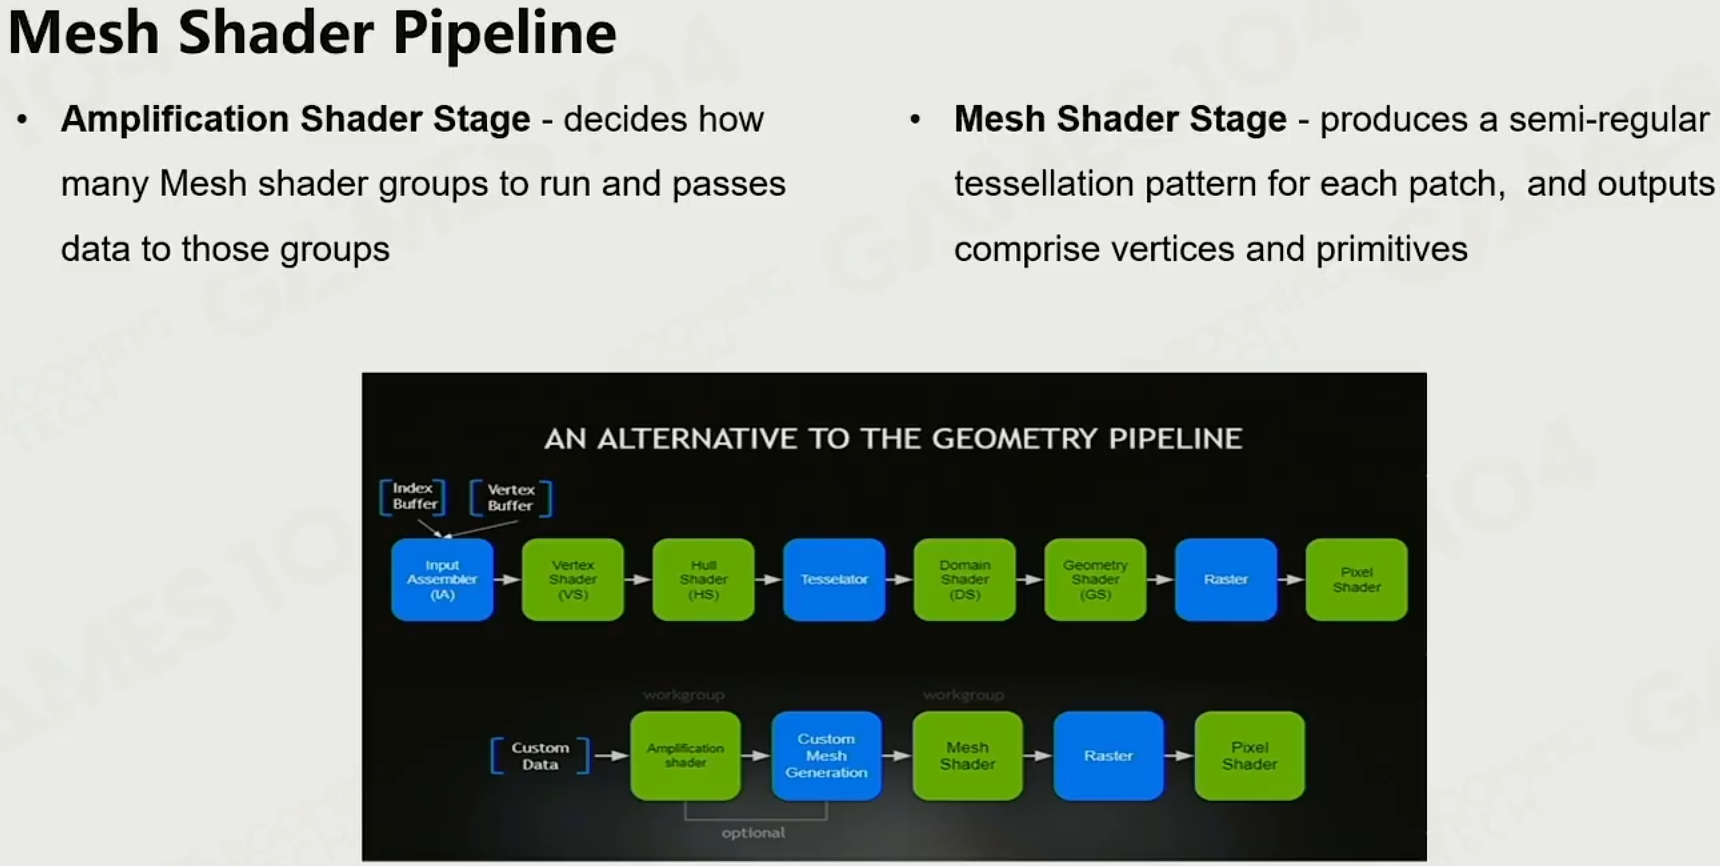 Mesh Shader Pipeline
• Amplification Shader Stage - decides how
many Mesh shader groups to run and passes
data to those groups
• Mesh Shader Stage - produces a semi-regular
tessellation pattern for each patch, and outputs
comprise vertices and primitives
AN ALTERNATIVE TO THE GEOMETRY PIPELINE
Index
Buffer
Vertex
Buffer
Input
Assembler
(IA)
Vertex
Shader
(VS)
Hull
Shader
(HS)
Tesselator
Domain
Shader
(DS)
Geometry
Shader
(GS)
Raster
Pixel
Shader
workgroup
workgroup
Custom
Data
Amplification
shader
Custom
Mesh
Generation
Mesh
Shader
Raster
Pixel
Shader
optional
GAMES104
GAMES104
BOOMING
TECH